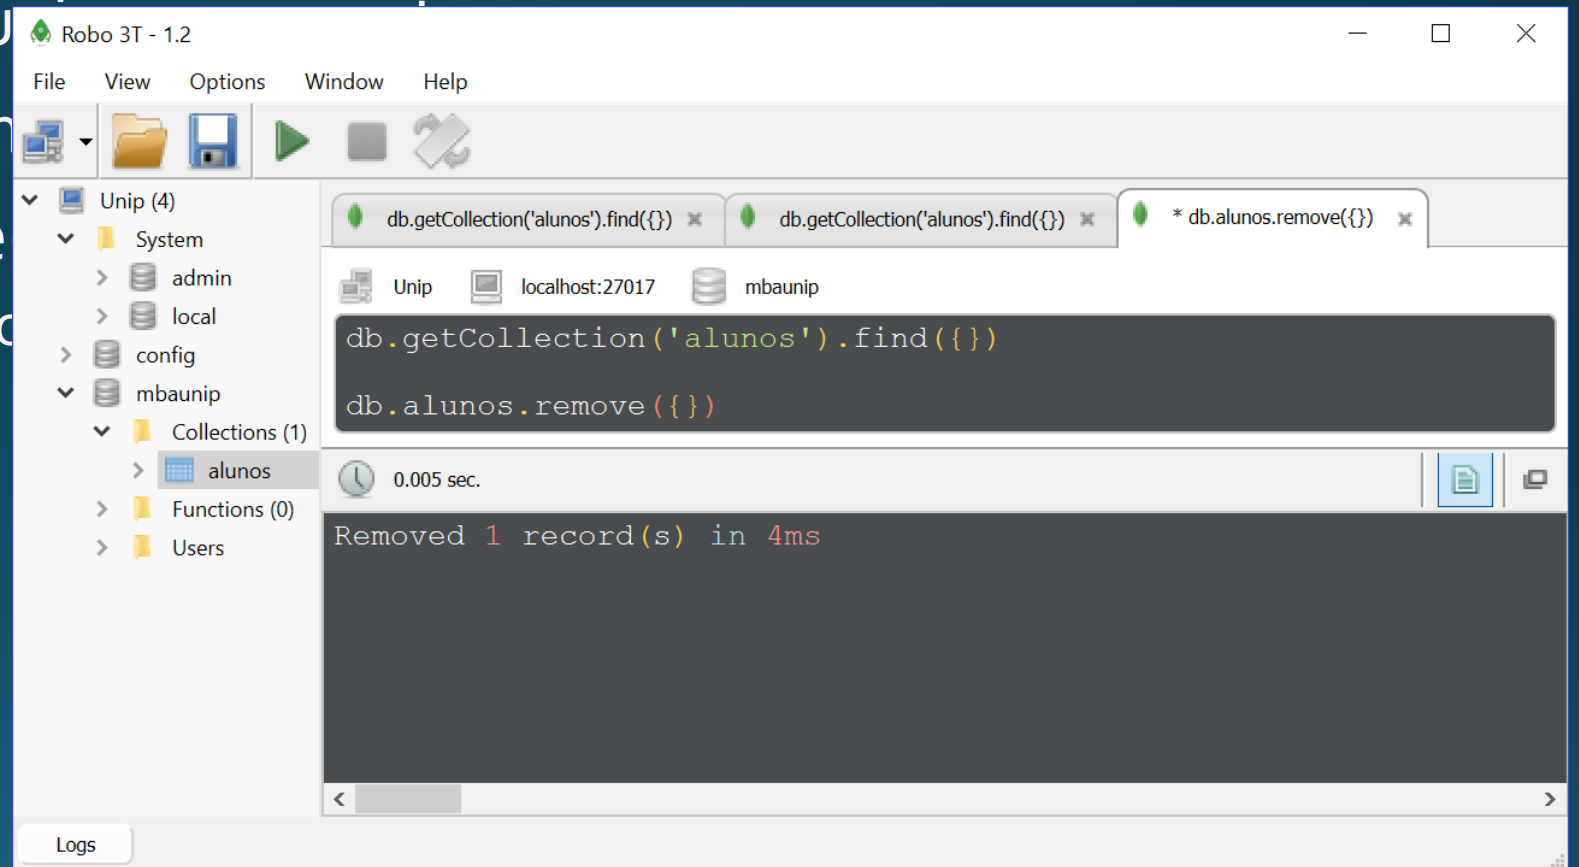 Robo 3T - 1.2
File View Options Window Help
Unip (4)
System
admin
local
config
mbaunip
Collections (1)
alunos
Functions (0)
Users
db.getCollection('alunos').find({})
db.getCollection('alunos').find({})
* db.alunos.remove({})
Unip localhost:27017 mbaunip
db.getCollection('alunos').find({})
db.alunos.remove({})
0.005 sec.
Removed 1 record(s) in 4ms
Logs